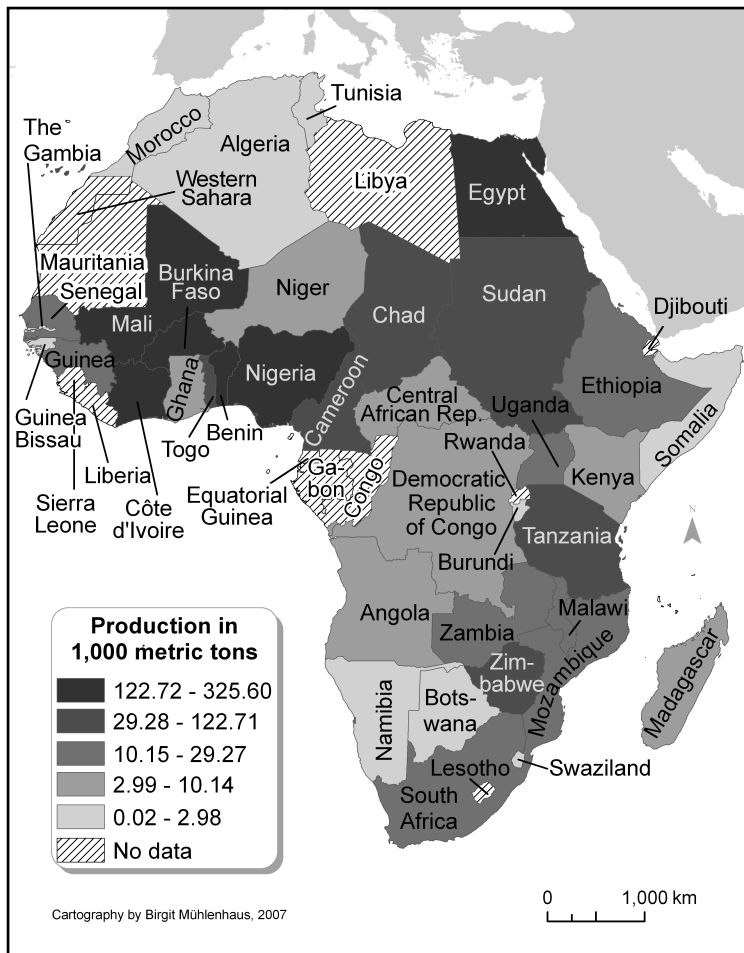 Tunisia
The
Gambia
Morocco
Algeria
Western
Sahara
Libya
Egypt
Mauritania
Senegal
Burkina
Faso
Niger
Chad
Sudan
Djibouti
Mali
Guinea
Ghana
Nigeria
Cameroon
Central
African Rep.
Ethiopia
Uganda
Somalia
Guinea
Bissau
Togo
Benin
Rwanda
Liberia
Sierra
Leone
Côte
d'Ivoire
Equatorial
Guinea
Ga-
bon
Congo
Democratic
Republic
of Congo
Kenya
Burundi
Tanzania
N
Angola
Zambia
Malawi
Zim-
babwe
Mozambique
Madagascar
Namibia
Bots-
wana
Lesotho
Swaziland
South
Africa
Production in
1,000 metric tons
122.72 - 325.60
29.28 - 122.71
10.15 - 29.27
2.99 - 10.14
0.02 - 2.98
No data
0 1,000 km
Cartography by Birgit Mühlenhaus, 2007